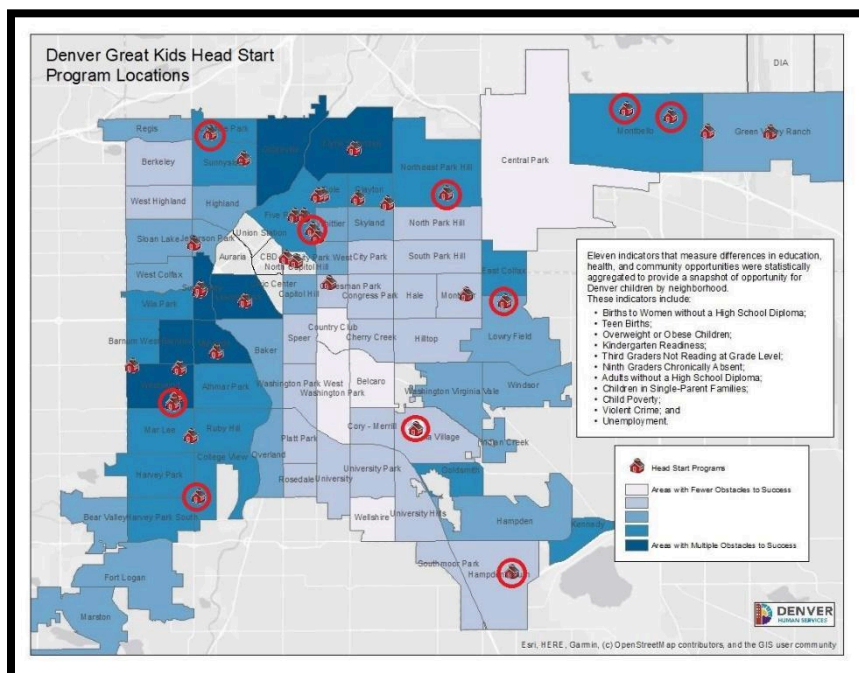 Denver Great Kids Head Start
Program Locations
DIA
Regis
Berkeley
Sunnyside
Montbello
Green Valley Ranch
Central Park
Northeast Park Hill
West Highland
Highland
Clayton
Skyland
North Park Hill
Five
Union Station
Sloan Lake
Jefferson Park
Auraria
CBD
City Park West
City Park
South Park Hill
North Capitol Hill
West Colfax
East Colfax
Capitol Hill
Congress Park
Hale
Villa Park
Country Club
Lowry Field
Barnum West
Baker
Speer
Cherry Creek
Hilltop
Belcaro
Windsor
Athmar Park
Washington Park West
Washington Park
Washington Virginia Vale
Mar Lee
Ruby Hill
Cory - Merrill
Village
Indian Creek
Platt Park
College View
Overland
University Park
Goldsmith
Harvey Park
Rosedale
University
Bear Valley
Harvey Park South
Wellshire
University Hills
Hampden
Kennedy
Fort Logan
Southmoor Park
Marston
Eleven indicators that measure differences in education,
health, and community opportunities were statistically
aggregated to provide a snapshot of opportunity for
Denver children by neighborhood.
These indicators include:
• Births to Women without a High School Diploma;
• Teen Births;
• Overweight or Obese Children;
• Kindergarten Readiness;
• Third Graders Not Reading at Grade Level;
• Ninth Graders Chronically Absent;
• Adults without a High School Diploma;
• Children in Single-Parent Families;
• Child Poverty;
• Violent Crime; and
• Unemployment.
Head Start Programs
Areas with Fewer Obstacles to Success
Areas with Multiple Obstacles to Success
DENVER
HUMAN SERVICES
Esri, HERE, Garmin, (c) OpenStreetMap contributors, and the GIS user community